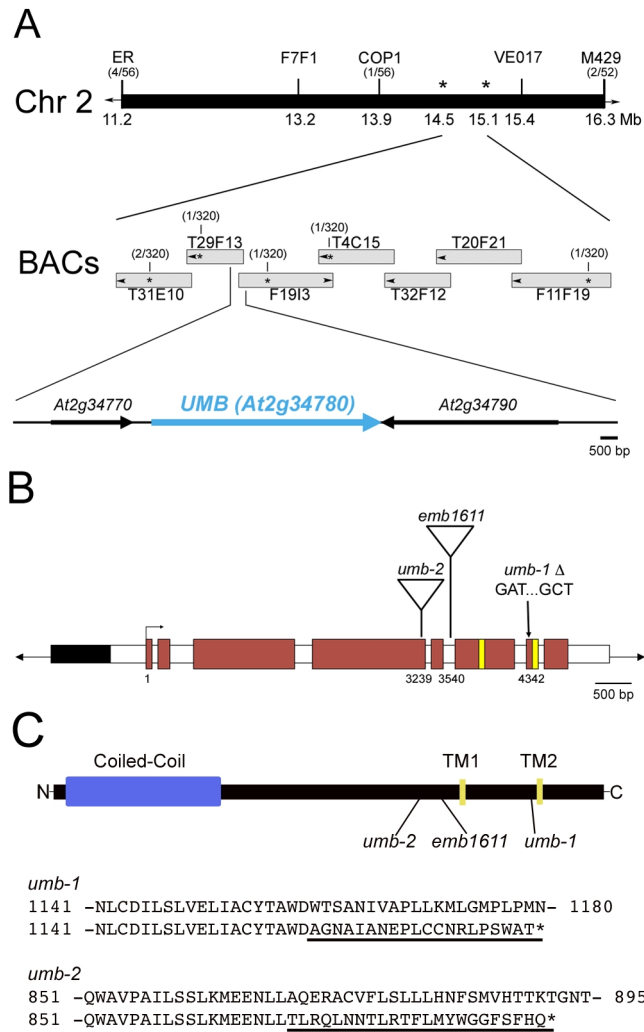 A
ER F7F1 COP1 VE017 M429
(4/56) (1/56) * * (2/52)
Chr 2
11.2 13.2 13.9 14.5 15.1 15.4 16.3 Mb
(1/320) (1/320)
(2/320) T29F13 (1/320) T4C15 T20F21 (1/320)
BACs
* * * * *
T31E10 F19I3 T32F12 F11F19
At2g34770 UMB (At2g34780) At2g34790
500 bp
B
emb1611
umb-2 umb-1 Δ
GAT...GCT
1 3239 3540 4342
500 bp
C
Coiled-Coil TM1 TM2
N C
umb-2 emb1611 umb-1
umb-1
1141 -NLCDILSLVELIACYTAWDWTSANIVAPLLKMLGMPLPMN- 1180
1141 -NLCDILSLVELIACYTAWDAGNAIANEPLCCNRLPSWAT*
umb-2
851 -QWAVPAILSSLKMEENLLAQERACVFLSLLLHNFSMVHTTKTGNT- 895
851 -QWAVPAILSSLKMEENLLTLRQLNNTLRTFLMYWGGFSFHQ*